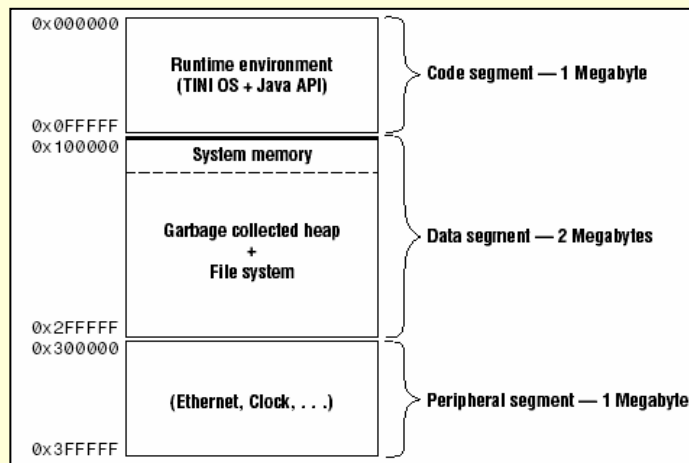 0x000000
Runtime environment
(TINI OS + Java API)
Code segment — 1 Megabyte
0x0FFFFF
0x100000
System memory
Garbage collected heap
+
File system
Data segment — 2 Megabytes
0x2FFFFF
0x300000
(Ethernet, Clock, . . .)
Peripheral segment — 1 Megabyte
0x3FFFFF